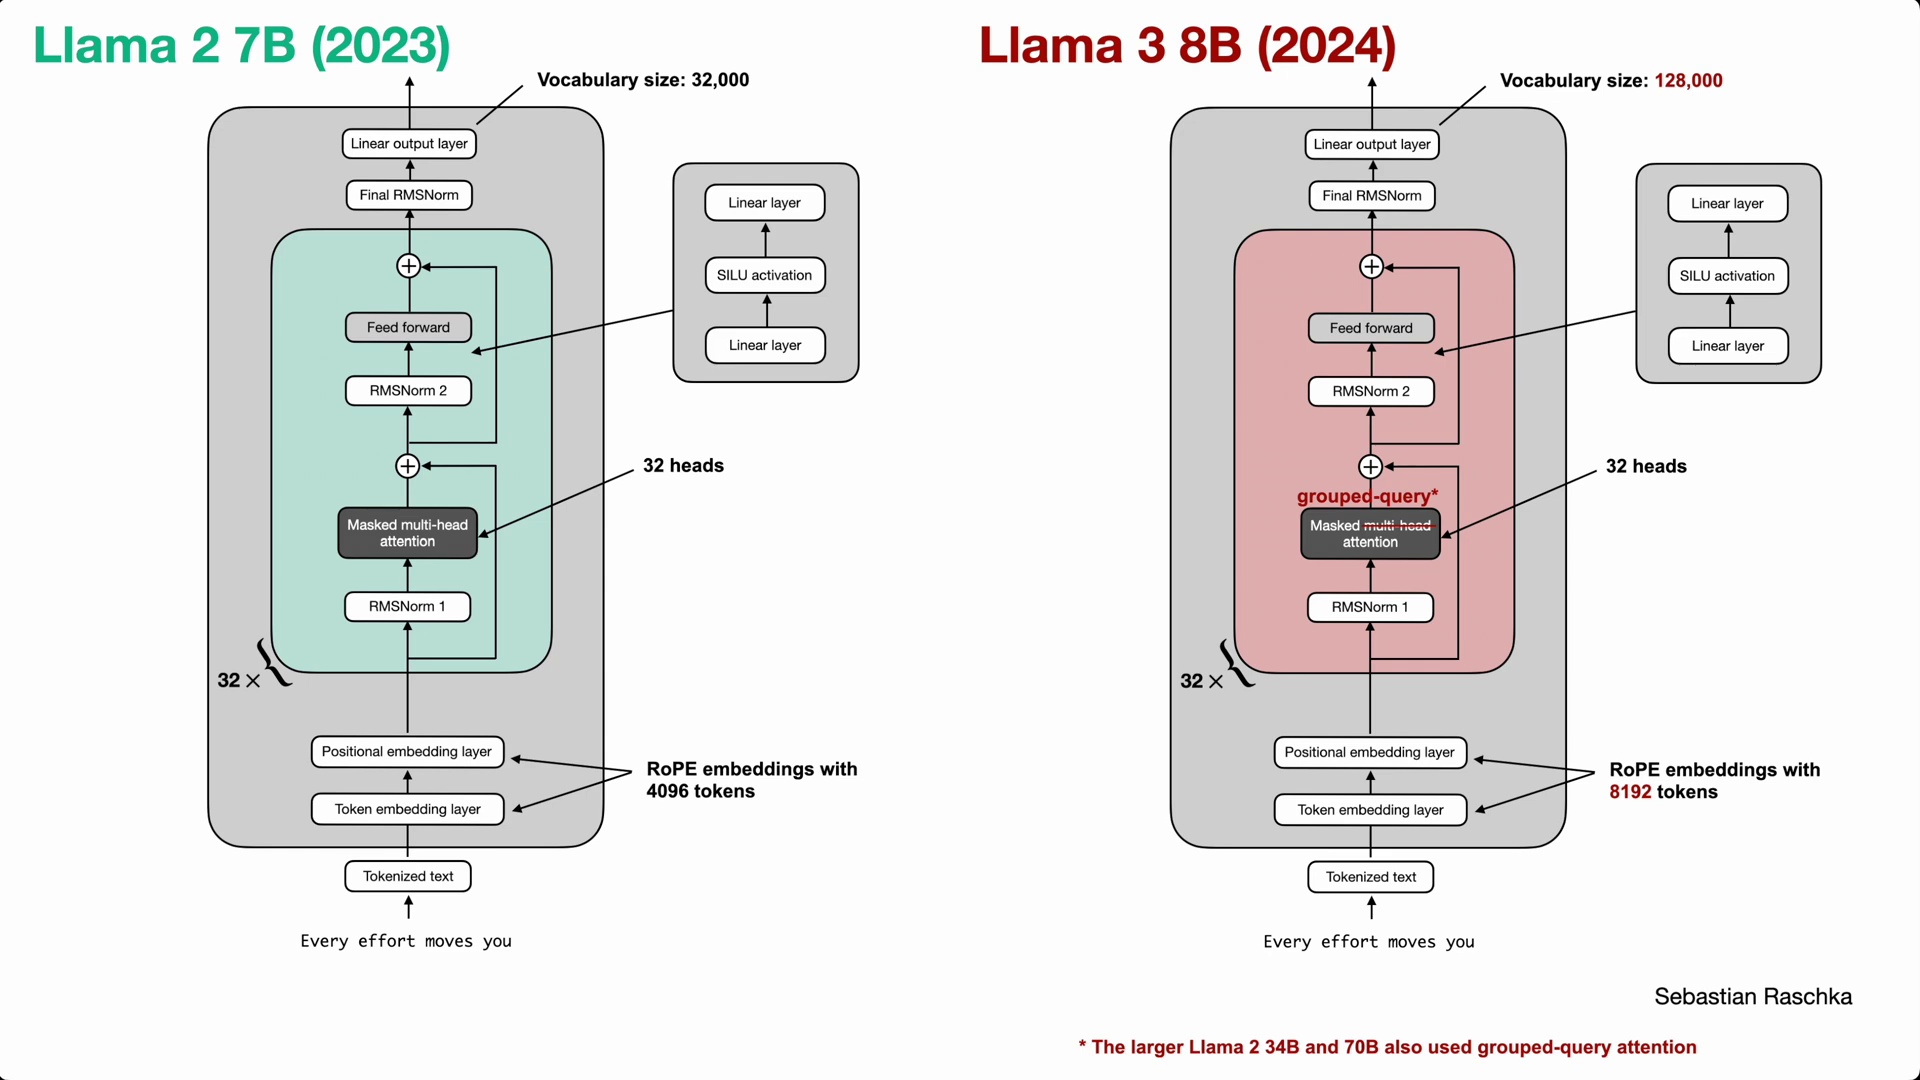 Llama 2 7B (2023)
Vocabulary size: 32,000
Linear output layer
Final RMSNorm
Linear layer
SILU activation
Linear layer
Feed forward
RMSNorm 2
32 heads
Masked multi-head
attention
RMSNorm 1
32 ×
Positional embedding layer
RoPE embeddings with
4096 tokens
Token embedding layer
Tokenized text
Every effort moves you
Llama 3 8B (2024)
Vocabulary size: 128,000
Linear output layer
Final RMSNorm
Linear layer
SILU activation
Linear layer
Feed forward
RMSNorm 2
32 heads
grouped-query*
Masked multi-head
attention
RMSNorm 1
32 ×
Positional embedding layer
RoPE embeddings with
8192 tokens
Token embedding layer
Tokenized text
Every effort moves you
Sebastian Raschka
* The larger Llama 2 34B and 70B also used grouped-query attention